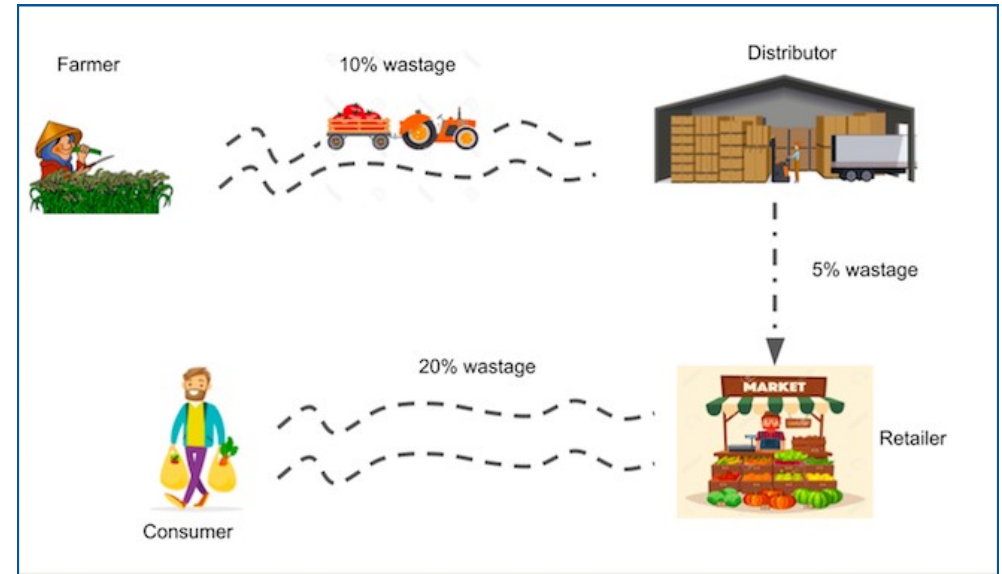 Farmer
10% wastage
Distributor
5% wastage
MARKET
Retailer
20% wastage
Consumer